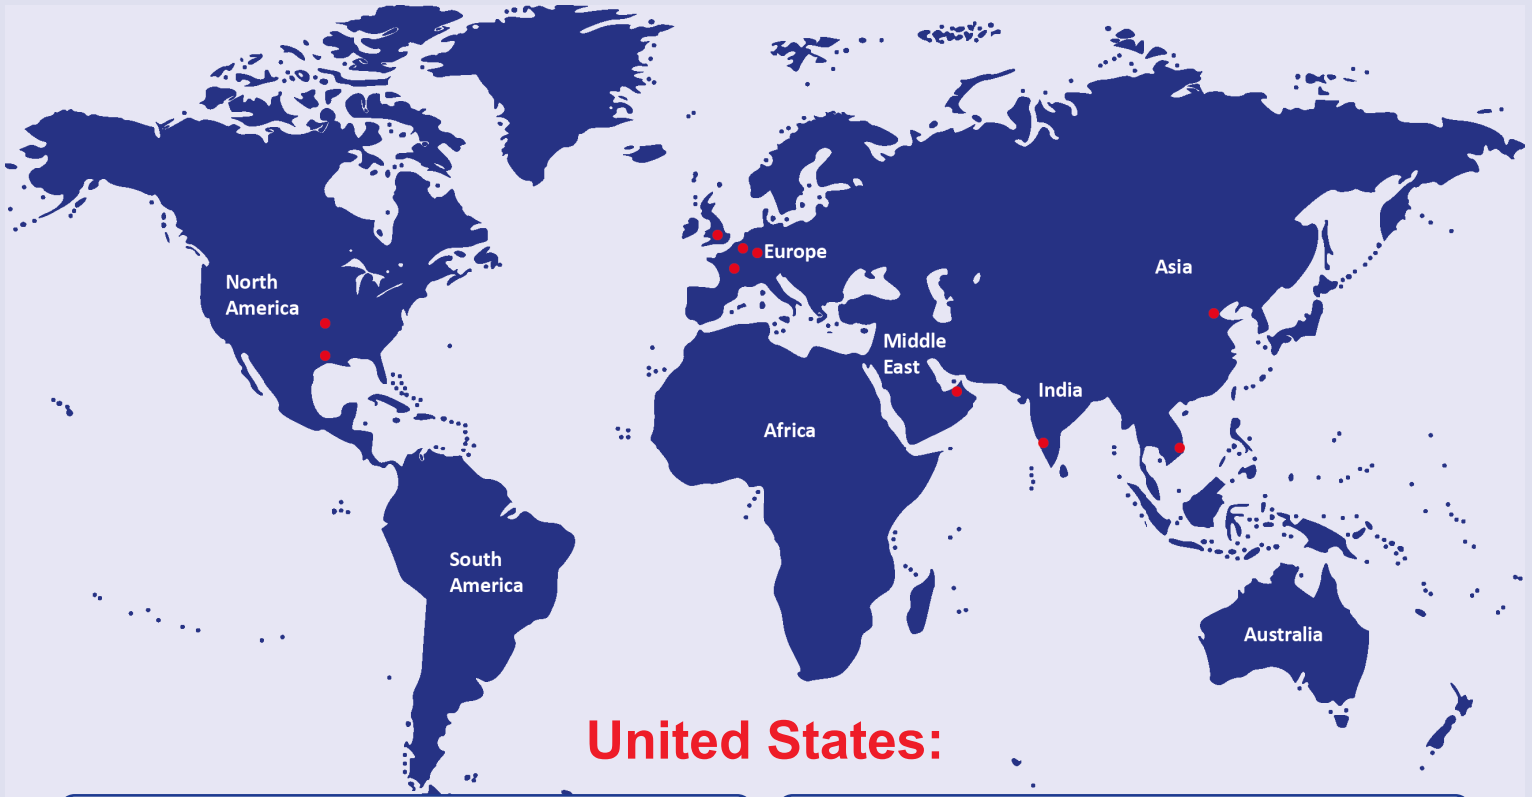 North
America
Europe
Asia
Middle
East
India
Africa
South
America
Australia
United States: